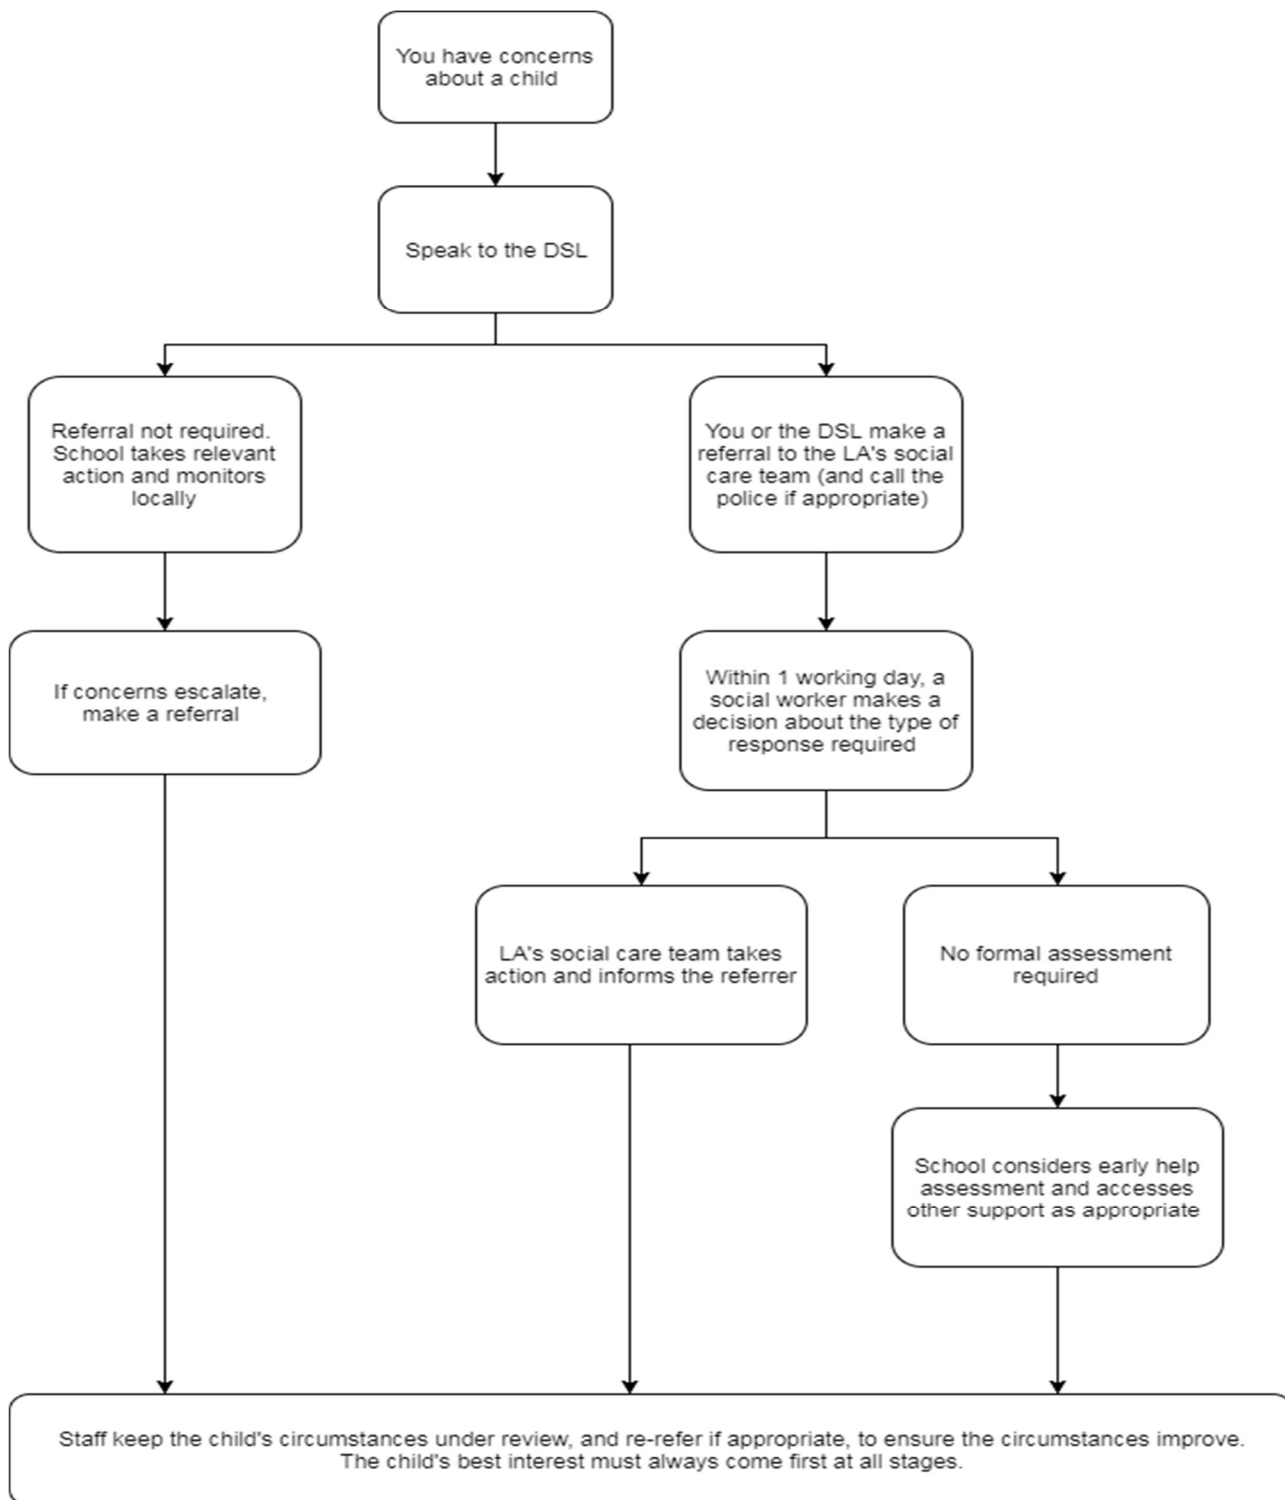 You have concerns
about a child
Speak to the DSL
Referral not required.
School takes relevant
action and monitors
locally
You or the DSL make a
referral to the LA's social
care team (and call the
police if appropriate)
If concerns escalate,
make a referral
Within 1 working day, a
social worker makes a
decision about the type of
response required
LA's social care team takes
action and informs the referrer
No formal assessment
required
School considers early help
assessment and accesses
other support as appropriate
Staff keep the child's circumstances under review, and re-refer if appropriate, to ensure the circumstances improve.
The child's best interest must always come first at all stages.